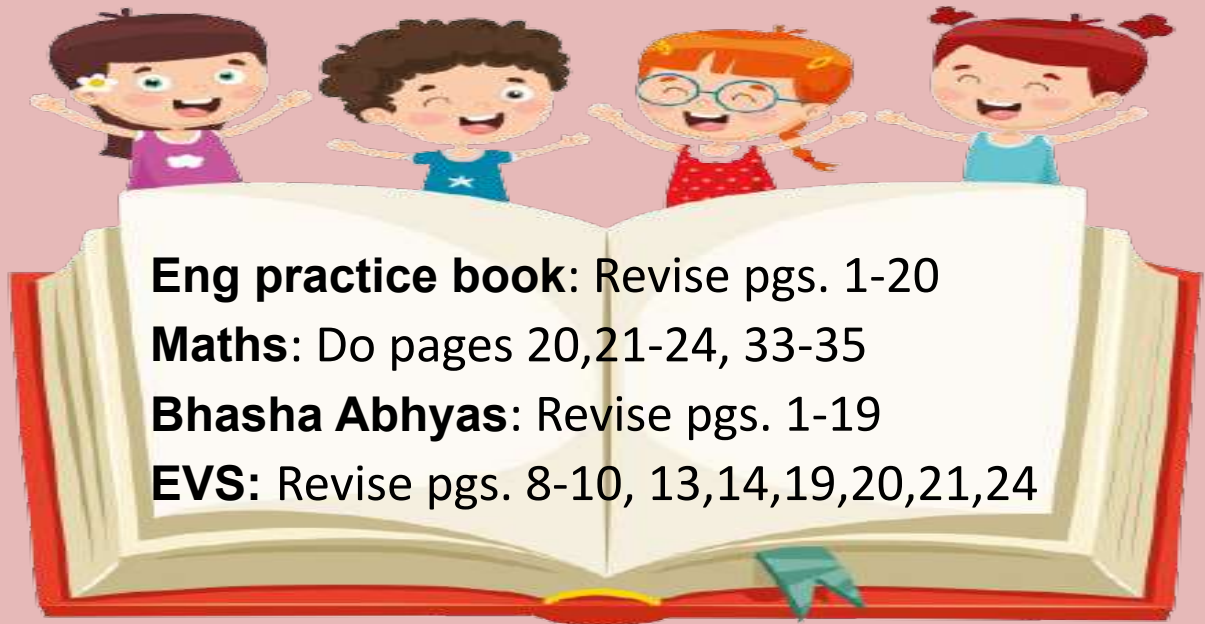 Eng practice book: Revise pgs. 1-20
Maths: Do pages 20,21-24, 33-35
Bhasha Abhyas: Revise pgs. 1-19
EVS: Revise pgs. 8-10, 13,14,19,20,21,24